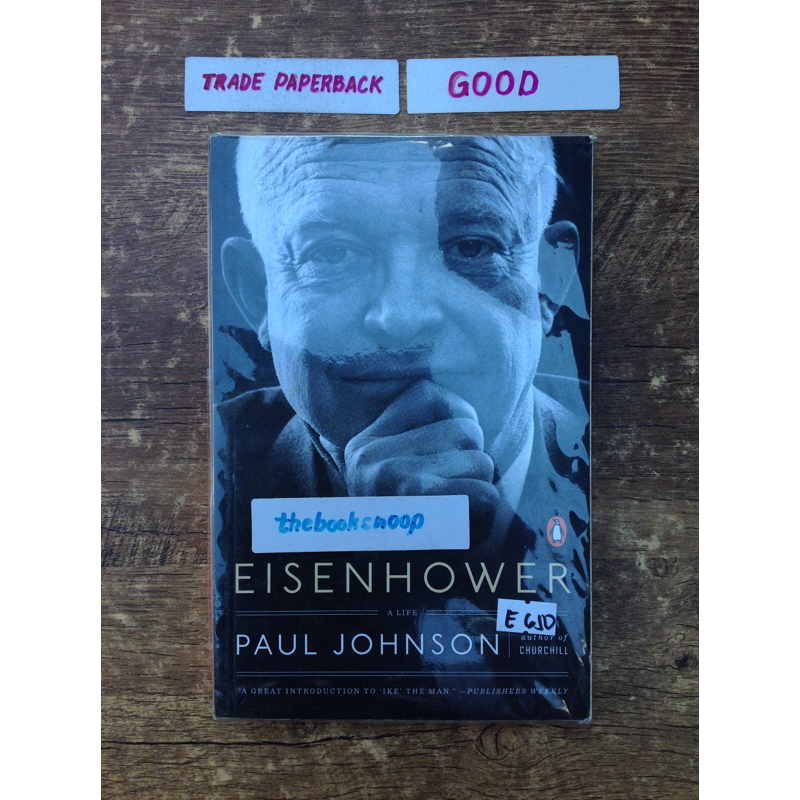 TRADE PAPERBACK
GOOD
thebooksnoop
EISENHOWER
A LIFE
PAUL JOHNSON
author of
CHURCHILL
"A GREAT INTRODUCTION TO 'IKE' THE MAN." —PUBLISHERS WEEKLY